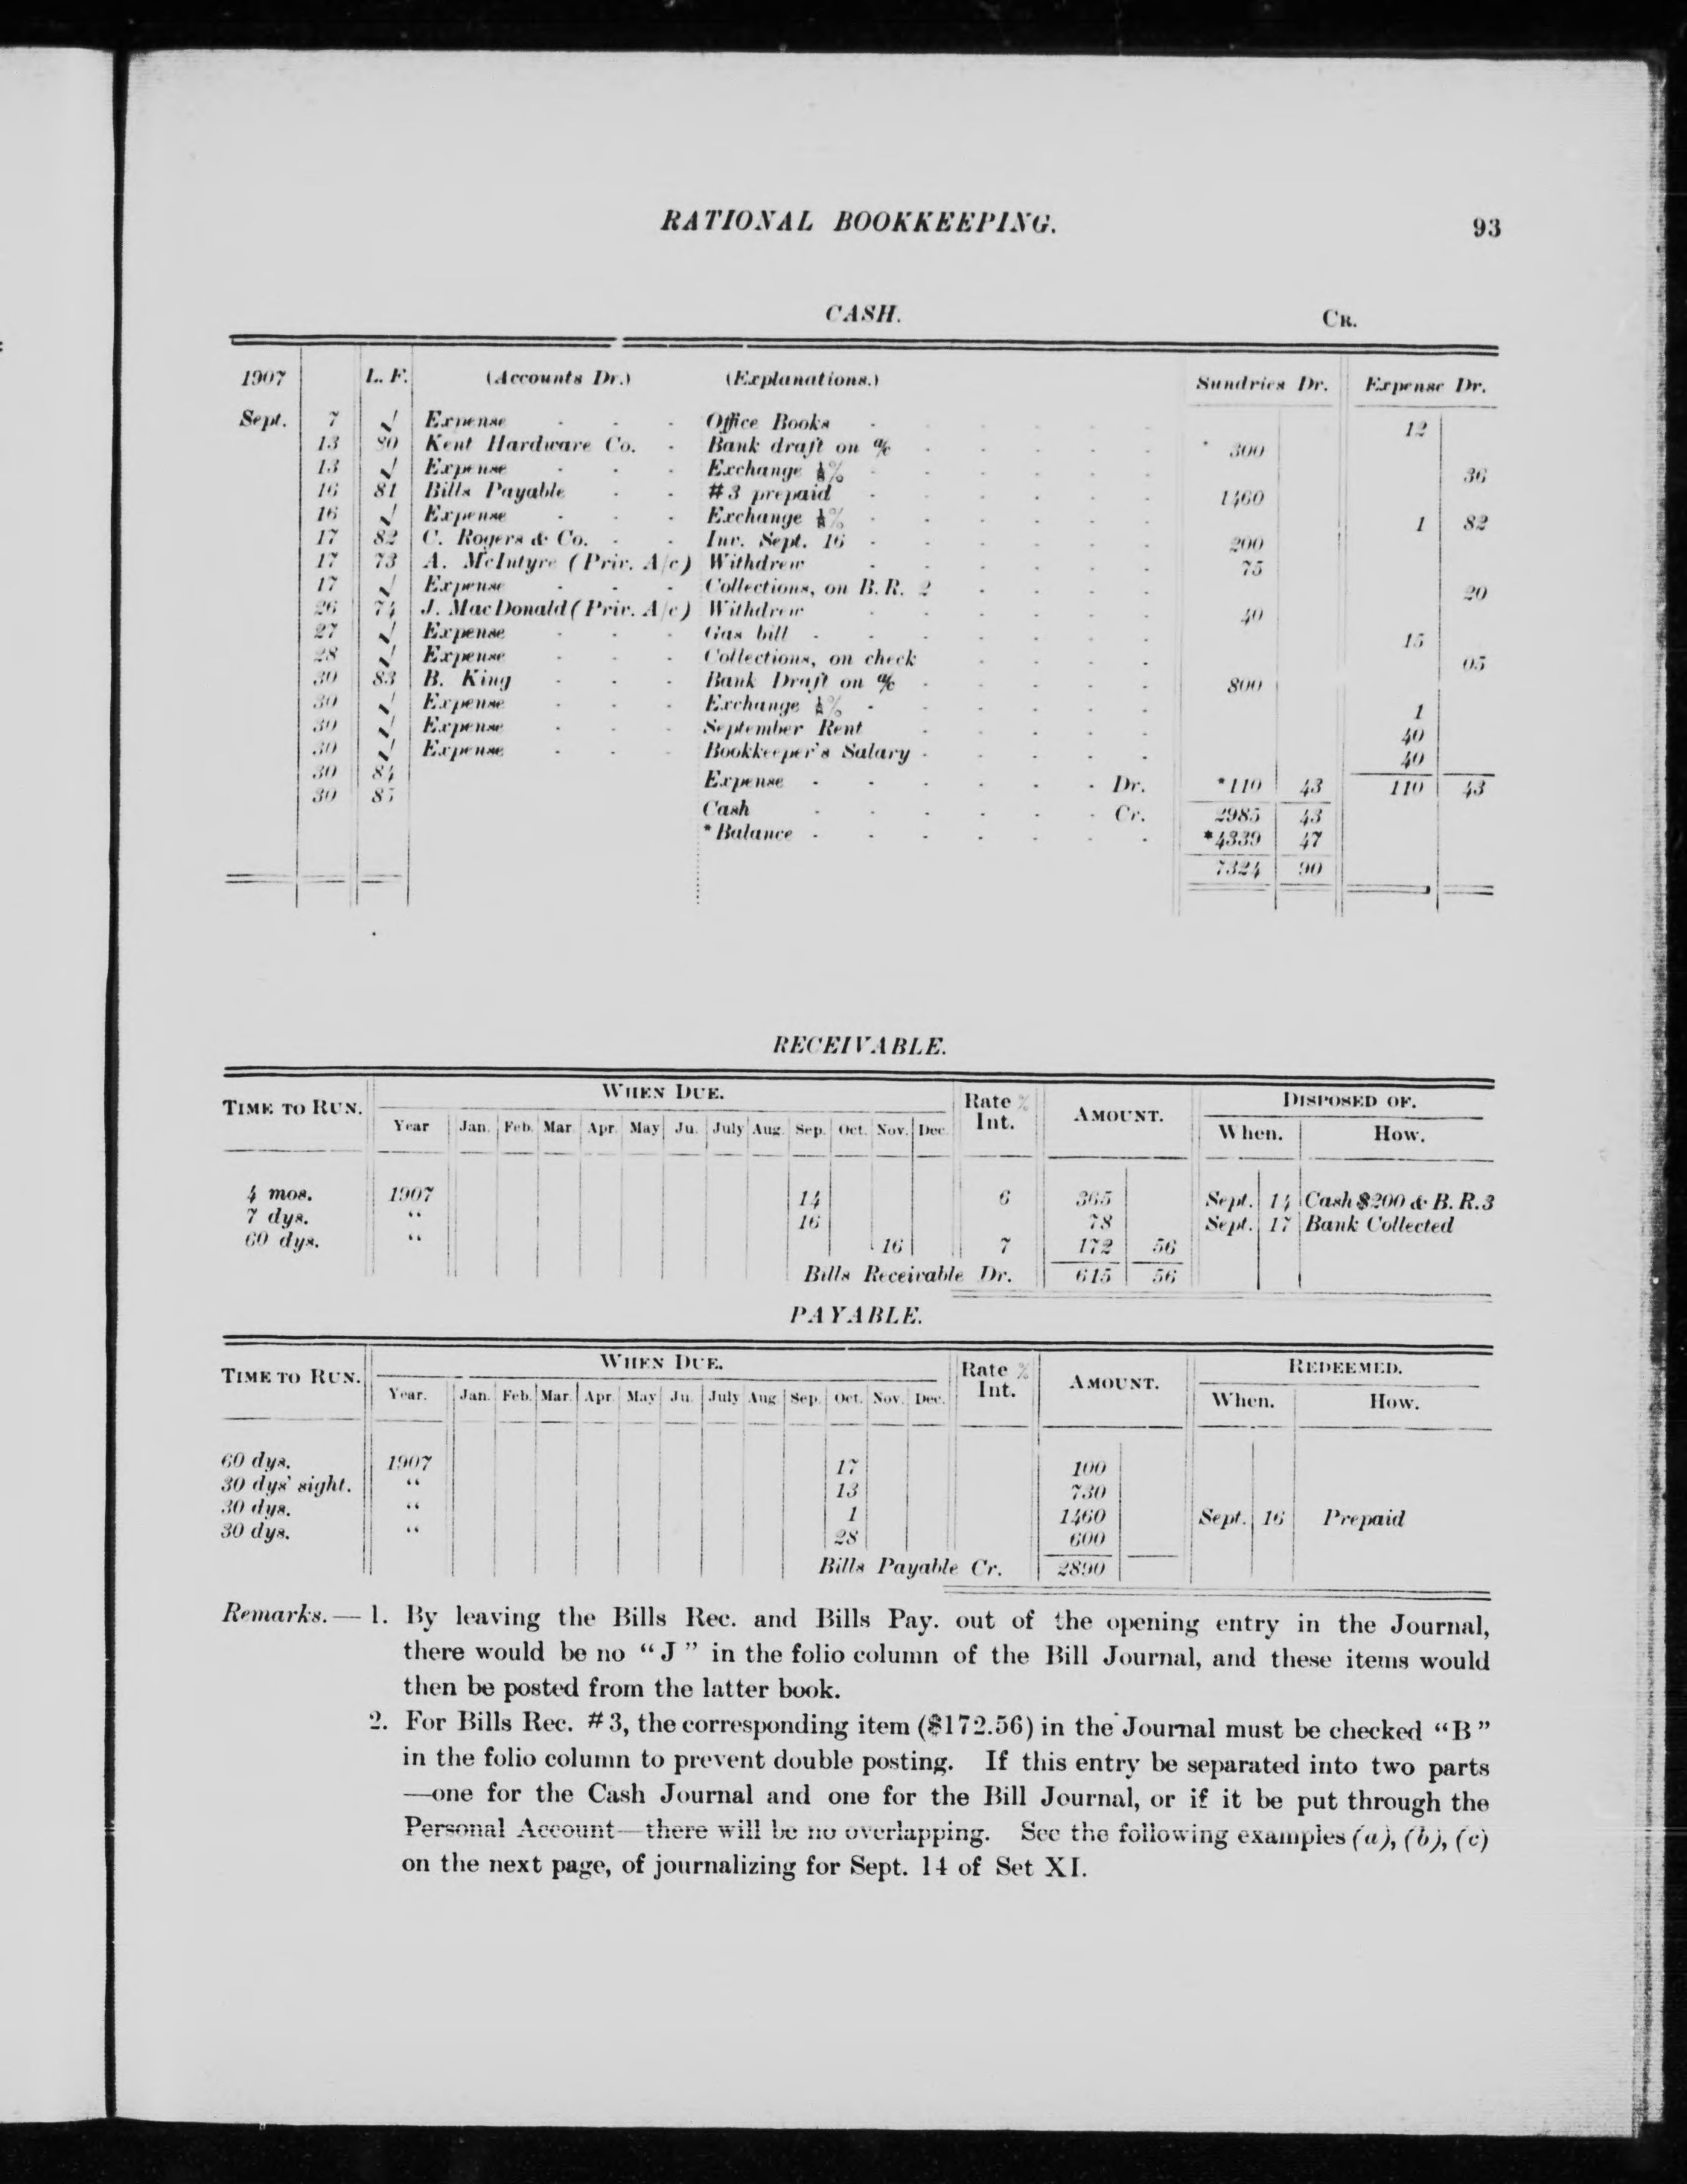 RATIONAL BOOKKEEPING. 93
CASH. CR.
1907 L. F. (Accounts Dr.) (Explanations.) Sundries Dr. Expense Dr.
Sept. 7 √ Expense - - - Office Books - - - - - - 12
13 80 Kent Hardware Co. - Bank draft on a/c - - - - - 300
13 √ Expense - - - Exchange ⅛% - - - - - - 36
16 81 Bills Payable - - #3 prepaid - - - - - - 1460
16 √ Expense - - - Exchange ⅛% - - - - - - 1 82
17 82 C. Rogers & Co. - - Inv. Sept. 16 - - - - - - 200
17 73 A. McIntyre (Priv. A/c) Withdrew - - - - - - 75
17 √ Expense - - - Collections, on B.R. 2 - - - - 20
26 74 J. MacDonald (Priv. A/c) Withdrew - - - - - - 40
27 √ Expense - - - Gas bill - - - - - - - 15
28 √ Expense - - - Collections, on check - - - - 05
30 83 B. King - - - Bank Draft on a/c - - - - - 800
30 √ Expense - - - Exchange ⅛% - - - - - - 1
30 √ Expense - - - September Rent - - - - - 40
30 √ Expense - - - Bookkeeper's Salary - - - - - 40
30 84 Expense - - - - - - Dr. *110 43 110 43
30 85 Cash - - - - - - Cr. 2985 43
*Balance - - - - - - - *4339 47
7324 90
RECEIVABLE.
TIME TO RUN. WHEN DUE. Rate % Int. AMOUNT. DISPOSED OF.
Year Jan. Feb. Mar. Apr. May Ju. July Aug. Sep. Oct. Nov. Dec. When. How.
4 mos. 1907 14 6 365 Sept. 14 Cash $200 & B.R.3
7 dys. “ 16 78 Sept. 17 Bank Collected
60 dys. “ 16 7 172 56
Bills Receivable Dr. 615 56
PAYABLE.
TIME TO RUN. WHEN DUE. Rate % Int. AMOUNT. REDEEMED.
Year. Jan. Feb. Mar. Apr. May Ju. July Aug. Sep. Oct. Nov. Dec. When. How.
60 dys. 1907 17 100
30 dys' sight. “ 13 730
30 dys. “ 1 1460 Sept. 16 Prepaid
30 dys. “ 28 600
Bills Payable Cr. 2890
Remarks.— 1. By leaving the Bills Rec. and Bills Pay. out of the opening entry in the Journal,
there would be no “J” in the folio column of the Bill Journal, and these items would
then be posted from the latter book.
2. For Bills Rec. #3, the corresponding item ($172.56) in the Journal must be checked “B”
in the folio column to prevent double posting. If this entry be separated into two parts
—one for the Cash Journal and one for the Bill Journal, or if it be put through the
Personal Account—there will be no overlapping. See the following examples (a), (b), (c)
on the next page, of journalizing for Sept. 14 of Set XI.